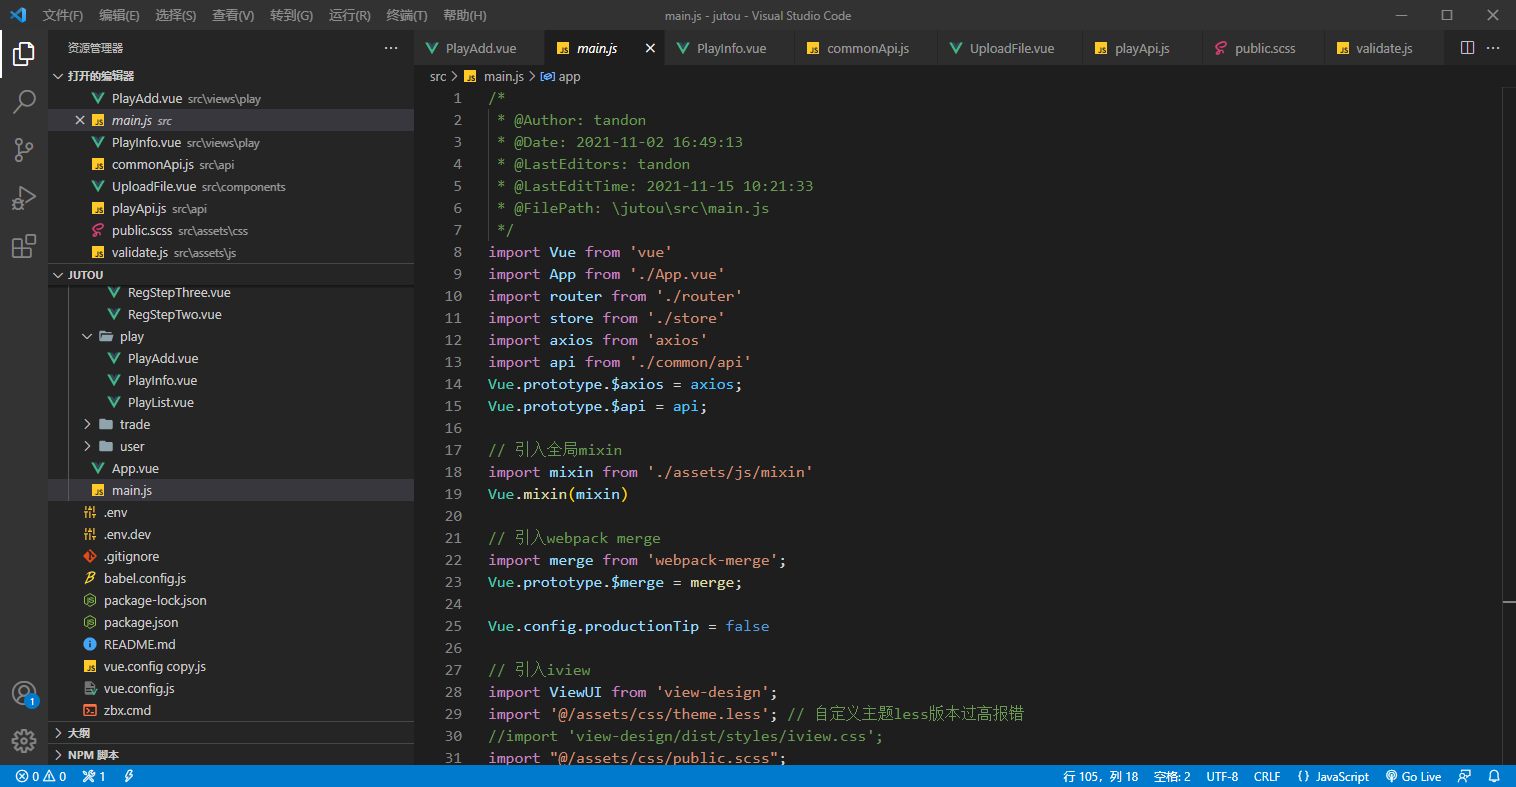 文件(F) 编辑(E) 选择(S) 查看(V) 转到(G) 运行(R) 终端(T) 帮助(H) main.js - jutou - Visual Studio Code
资源管理器
打开的编辑器
PlayAdd.vue src\views\play
main.js src
PlayInfo.vue src\views\play
commonApi.js src\api
UploadFile.vue src\components
playApi.js src\api
public.scss src\assets\css
validate.js src\assets\js
JUTOU
RegStepThree.vue
RegStepTwo.vue
play
PlayAdd.vue
PlayInfo.vue
PlayList.vue
trade
user
App.vue
main.js
.env
.env.dev
.gitignore
babel.config.js
package-lock.json
package.json
README.md
vue.config copy.js
vue.config.js
zbx.cmd
大纲
NPM 脚本
PlayAdd.vue main.js PlayInfo.vue commonApi.js UploadFile.vue playApi.js public.scss validate.js
src > main.js > app
1 /*
2 * @Author: tandon
3 * @Date: 2021-11-02 16:49:13
4 * @LastEditors: tandon
5 * @LastEditTime: 2021-11-15 10:21:33
6 * @FilePath: \jutou\src\main.js
7 */
8 import Vue from 'vue'
9 import App from './App.vue'
10 import router from './router'
11 import store from './store'
12 import axios from 'axios'
13 import api from './common/api'
14 Vue.prototype.$axios = axios;
15 Vue.prototype.$api = api;
16
17 // 引入全局mixin
18 import mixin from './assets/js/mixin'
19 Vue.mixin(mixin)
20
21 // 引入webpack merge
22 import merge from 'webpack-merge';
23 Vue.prototype.$merge = merge;
24
25 Vue.config.productionTip = false
26
27 // 引入iview
28 import ViewUI from 'view-design';
29 import '@/assets/css/theme.less'; // 自定义主题less版本过高报错
30 //import 'view-design/dist/styles/iview.css';
31 import "@/assets/css/public.scss";
1
0 0 1 行 105，列 18 空格: 2 UTF-8 CRLF {} JavaScript Go Live